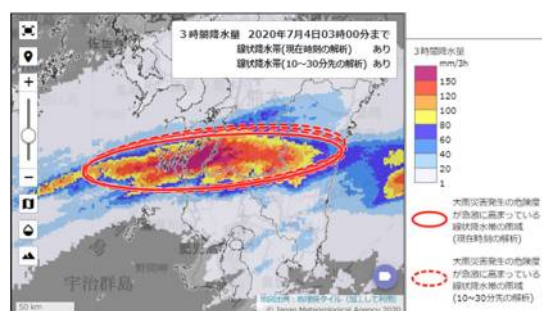 3時間降水量 2020年7月4日03時00分まで
線状降水帯(現在時刻の解析) あり
線状降水帯(10～30分先の解析) あり
宇治群島
50 km
© Japan Meteorological Agency 2020
3時間降水量
mm/3h
150
120
100
80
60
40
20
1
大雨災害発生の危険度
が急激に高まっている
線状降水帯の雨域
(現在時刻の解析)
大雨災害発生の危険度
が急激に高まっている
線状降水帯の雨域
(10～30分先の解析)